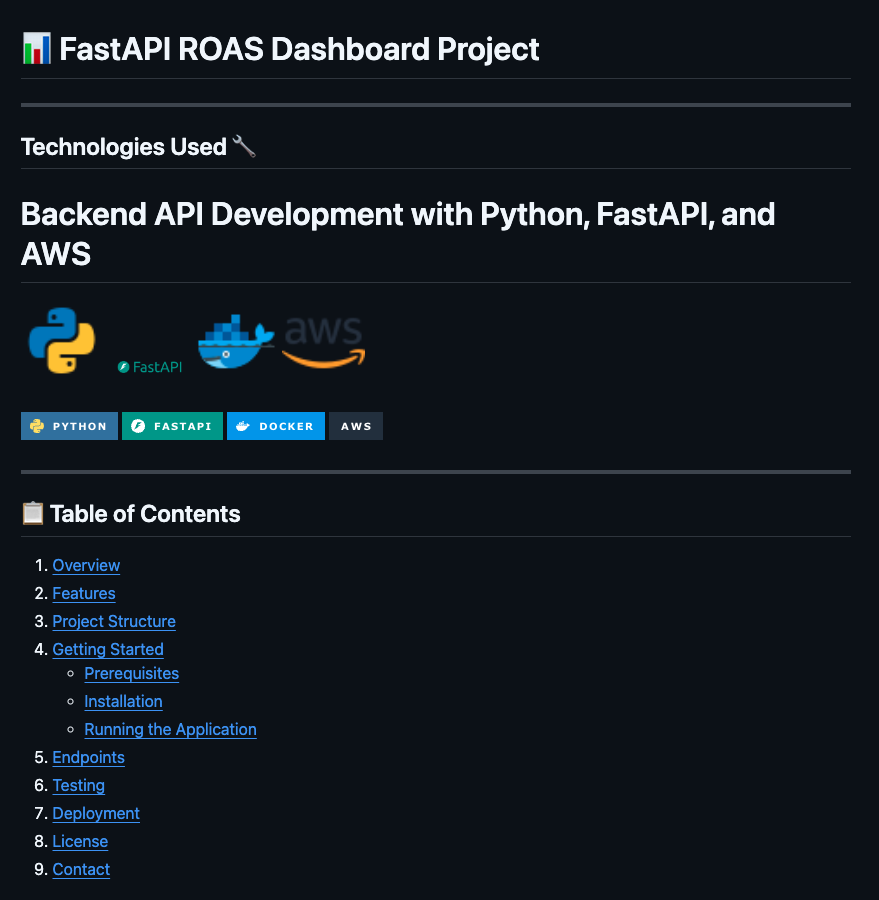 📊 FastAPI ROAS Dashboard Project
Technologies Used 🔧
Backend API Development with Python, FastAPI, and
AWS
FastAPI
aws
PYTHON
FASTAPI
DOCKER
AWS
📋 Table of Contents
1. Overview
2. Features
3. Project Structure
4. Getting Started
○ Prerequisites
○ Installation
○ Running the Application
5. Endpoints
6. Testing
7. Deployment
8. License
9. Contact